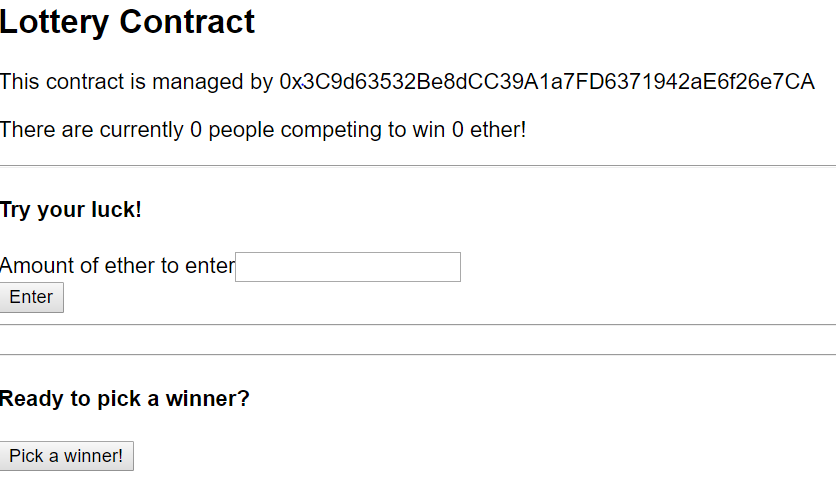 Lottery Contract
This contract is managed by 0x3C9d63532Be8dCC39A1a7FD6371942aE6f26e7CA
There are currently 0 people competing to win 0 ether!
Try your luck!
Amount of ether to enter
Enter
Ready to pick a winner?
Pick a winner!